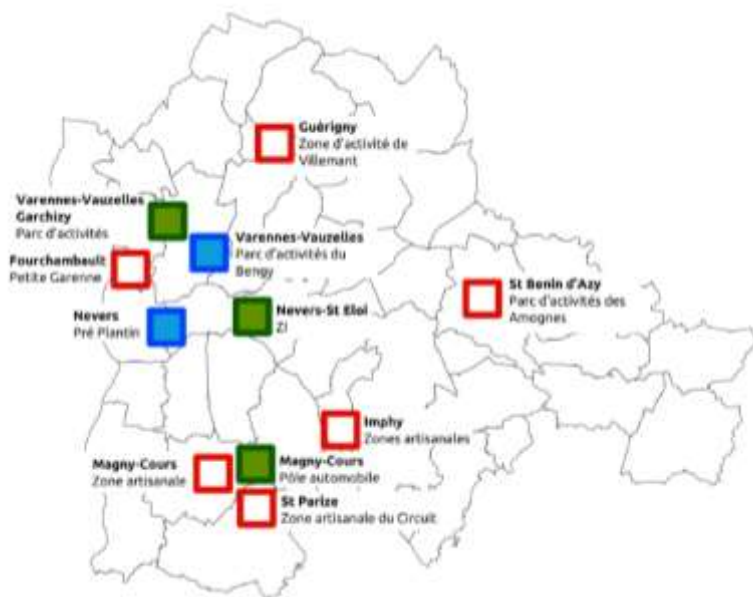 Guérigny
Zone d'activité de
Villemant
Varennes-Vauzelles
Garchizy
Parc d'activités
Varennes-Vauzelles
Parc d'activités du
Bengy
Fourchambault
Petite Garenne
St Benin d'Azy
Parc d'activités des
Amognes
Nevers
Pré Plantin
Nevers-St Eloi
ZI
Imphy
Zones artisanales
Magny-Cours
Zone artisanale
Magny-Cours
Pôle automobile
St Parize
Zone artisanale du Circuit